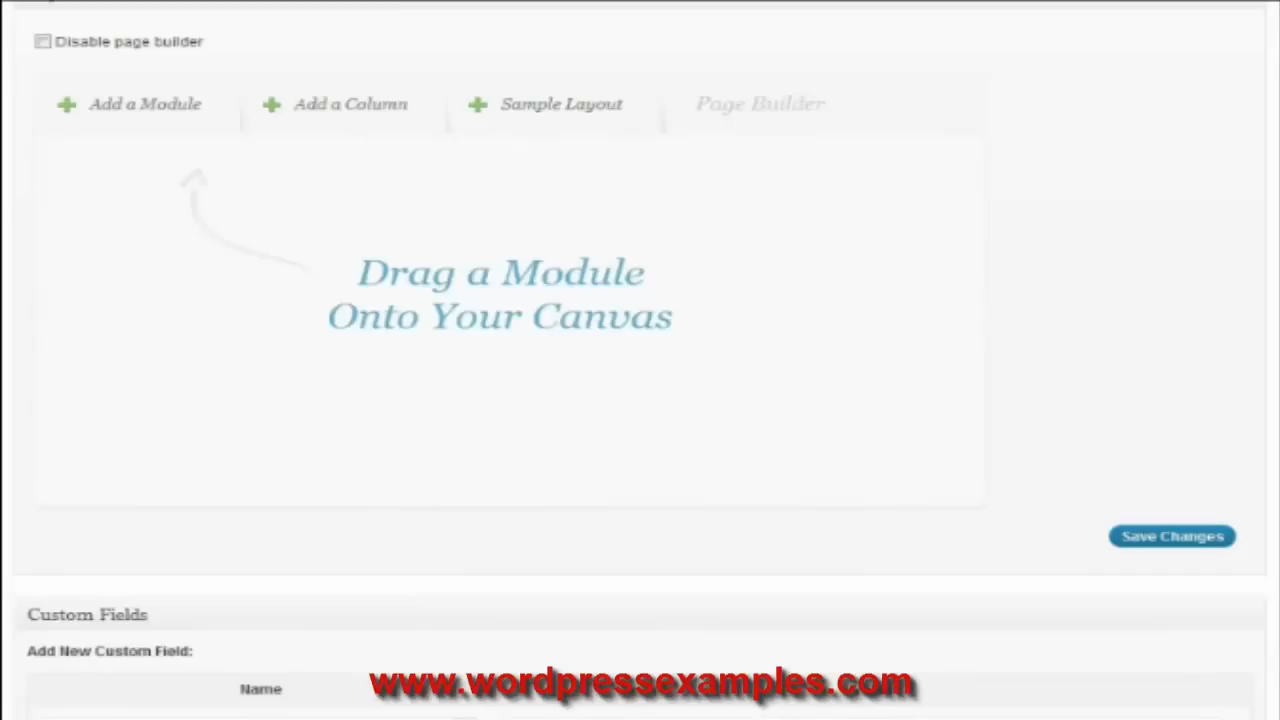 Disable page builder
Add a Module Add a Column Sample Layout Page Builder
Drag a Module
Onto Your Canvas
Save Changes
Custom Fields
Add New Custom Field:
Name
www.wordpressexamples.com